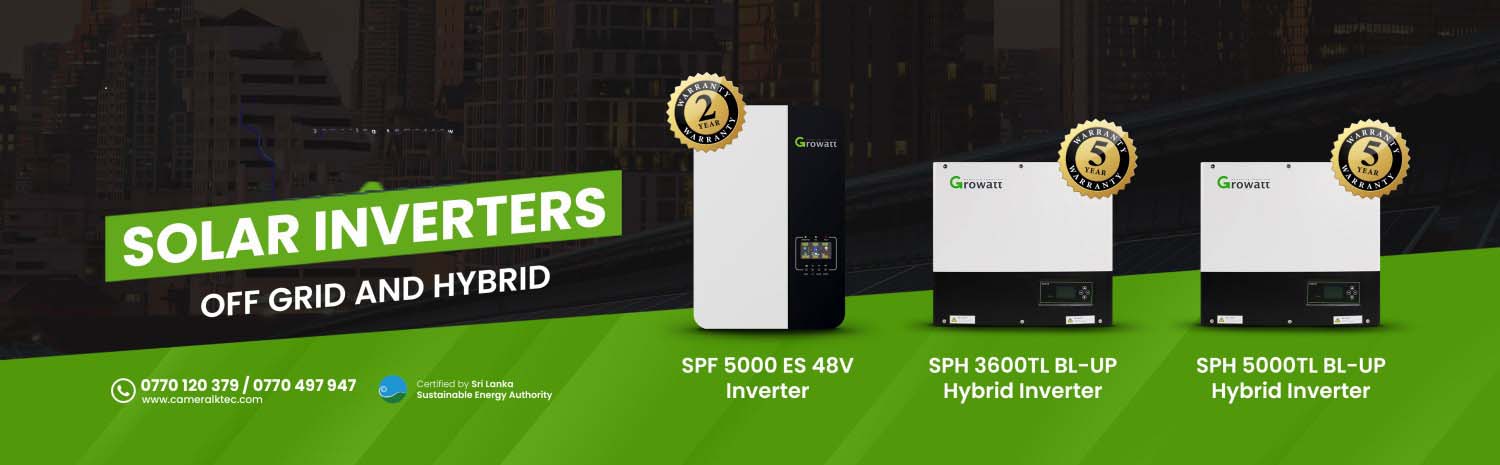 SOLAR INVERTERS
OFF GRID AND HYBRID
0770 120 379 / 0770 497 947
www.cameralktec.com
Certified by Sri Lanka
Sustainable Energy Authority
WARRANTY
2
YEAR
WARRANTY
Growatt
SPF 5000 ES 48V
Inverter
WARRANTY
5
YEAR
WARRANTY
Growatt
SPH 3600TL BL-UP
Hybrid Inverter
WARRANTY
5
YEAR
WARRANTY
Growatt
SPH 5000TL BL-UP
Hybrid Inverter